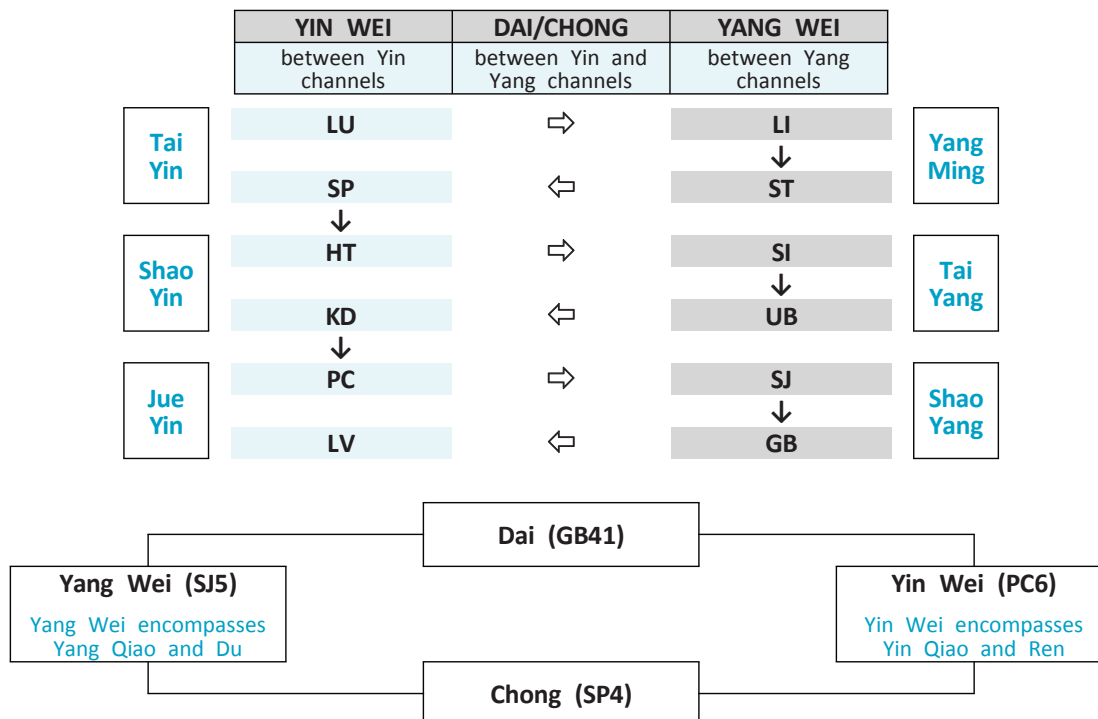 YIN WEI DAI/CHONG YANG WEI
between Yin between Yin and between Yang
channels Yang channels channels
LU ⇨ LI
Tai Yang
Yin ↓ Ming
SP ⇦ ST
↓
HT ⇨ SI
Shao Tai
Yin ↓ Yang
KD ⇦ UB
↓
PC ⇨ SJ
Jue Shao
Yin ↓ Yang
LV ⇦ GB
Dai (GB41)
Yang Wei (SJ5) Yin Wei (PC6)
Yang Wei encompasses Yin Wei encompasses
Yang Qiao and Du Yin Qiao and Ren
Chong (SP4)